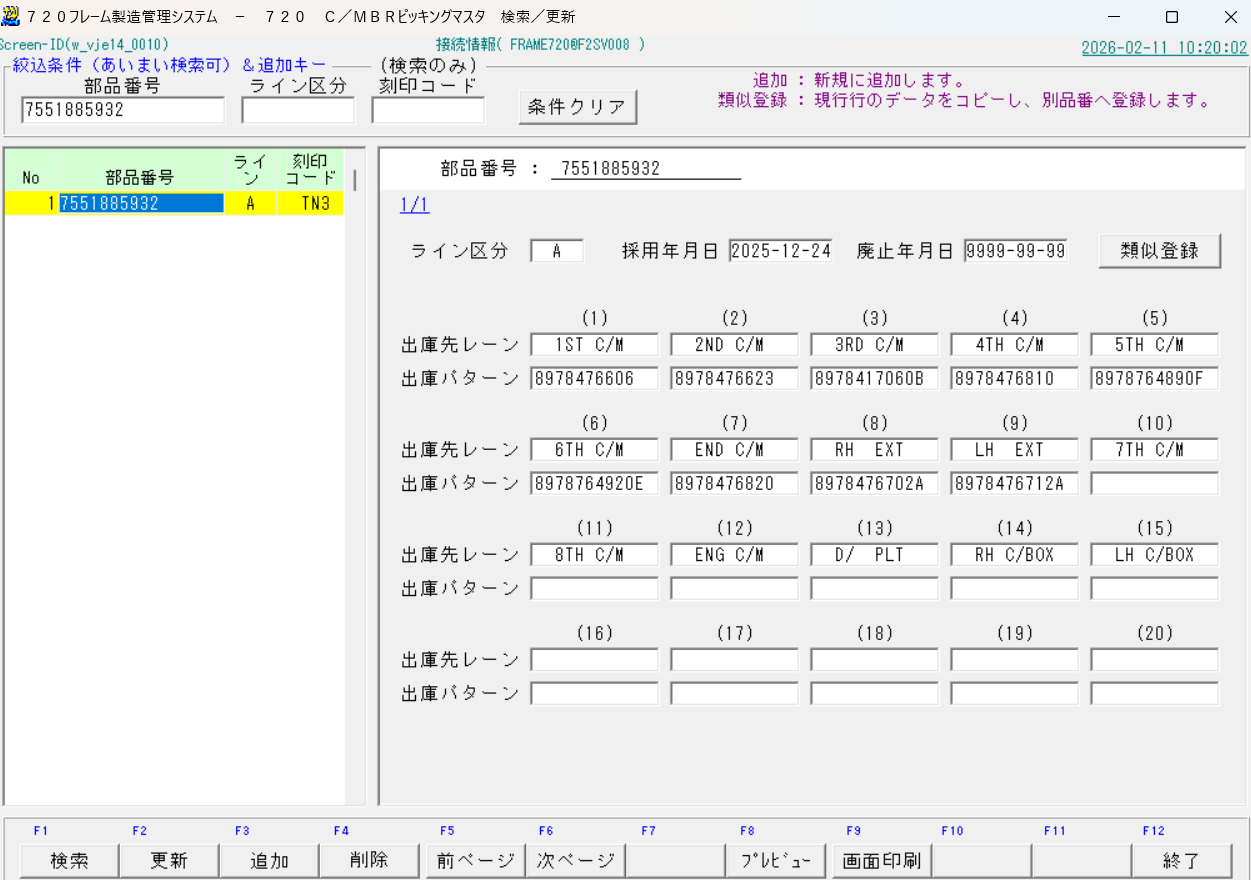 ７２０フレーム製造管理システム － ７２０ Ｃ／ＭＢＲピッキングマスタ 検索／更新
Screen-ID(w_vje14_0010) 接続情報( FRAME720@F2SV008 ) 2026-02-11 10:20:02
絞込条件（あいまい検索可）＆追加キー (検索のみ)
部品番号 ライン区分 刻印コード
7551885932 条件クリア
追加 : 新規に追加します。
類似登録 : 現行行のデータをコピーし、別品番へ登録します。
No 部品番号 ライン 刻印コード
1 7551885932 A TN3
部品番号 : 7551885932
1/1
ライン区分 A 採用年月日 2025-12-24 廃止年月日 9999-99-99 類似登録
(1) (2) (3) (4) (5)
出庫先レーン 1ST C/M 2ND C/M 3RD C/M 4TH C/M 5TH C/M
出庫パターン 8978476606 8978476623 8978417060B 8978476810 8978764890F
(6) (7) (8) (9) (10)
出庫先レーン 6TH C/M END C/M RH EXT LH EXT 7TH C/M
出庫パターン 8978764920E 8978476820 8978476702A 8978476712A
(11) (12) (13) (14) (15)
出庫先レーン 8TH C/M ENG C/M D/ PLT RH C/BOX LH C/BOX
出庫パターン
(16) (17) (18) (19) (20)
出庫先レーン
出庫パターン
F1 F2 F3 F4 F5 F6 F7 F8 F9 F10 F11 F12
検索 更新 追加 削除 前ページ 次ページ ﾌﾟﾚﾋﾞｭｰ 画面印刷 終了